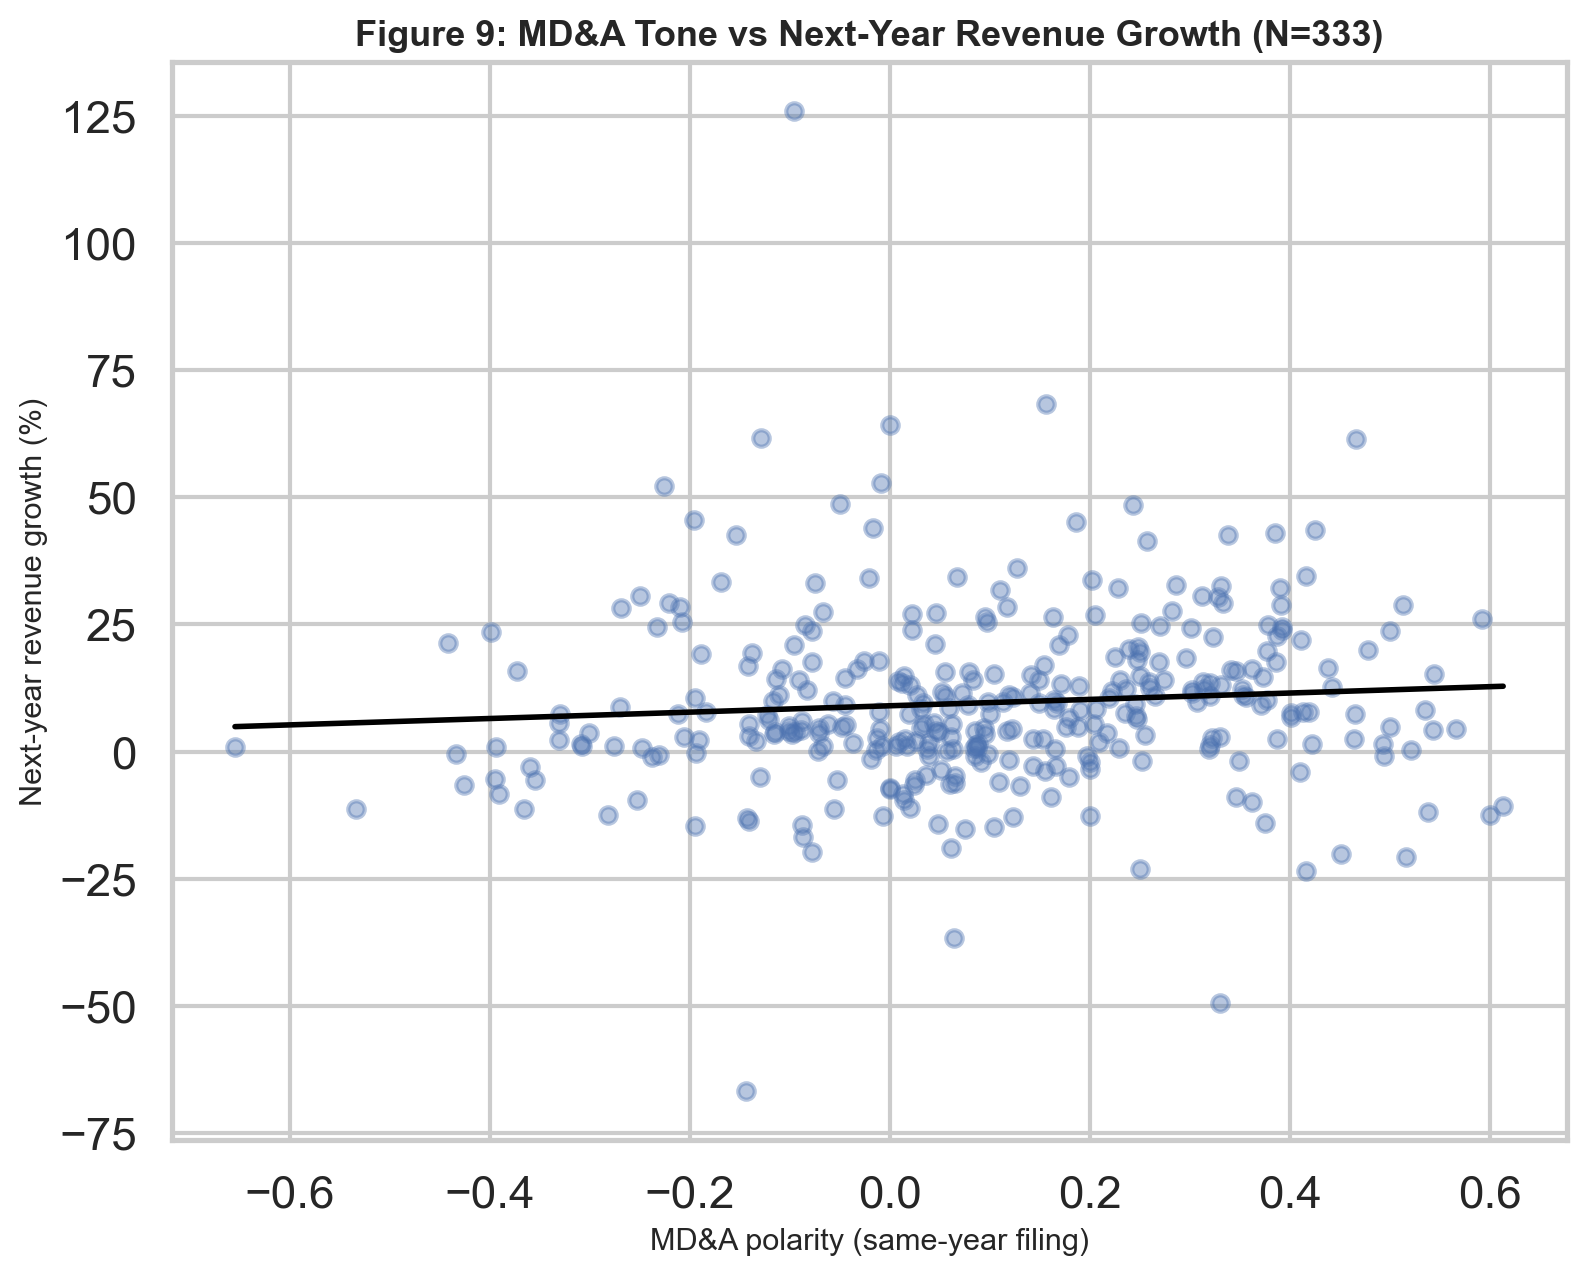 Figure 9: MD&A Tone vs Next-Year Revenue Growth (N=333)
Next-year revenue growth (%)
125
100
75
50
25
0
−25
−50
−75
−0.6 −0.4 −0.2 0.0 0.2 0.4 0.6
MD&A polarity (same-year filing)